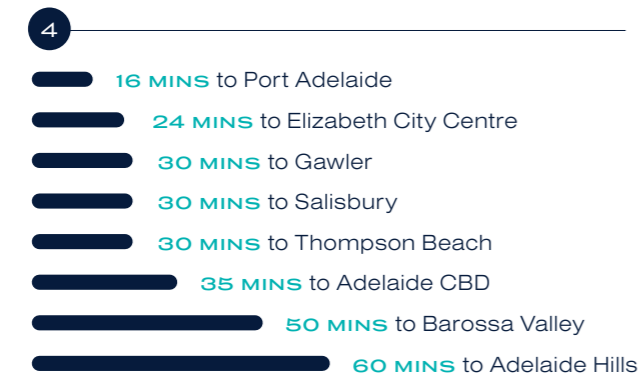 4
16 MINS to Port Adelaide
24 MINS to Elizabeth City Centre
30 MINS to Gawler
30 MINS to Salisbury
30 MINS to Thompson Beach
35 MINS to Adelaide CBD
50 MINS to Barossa Valley
60 MINS to Adelaide Hills